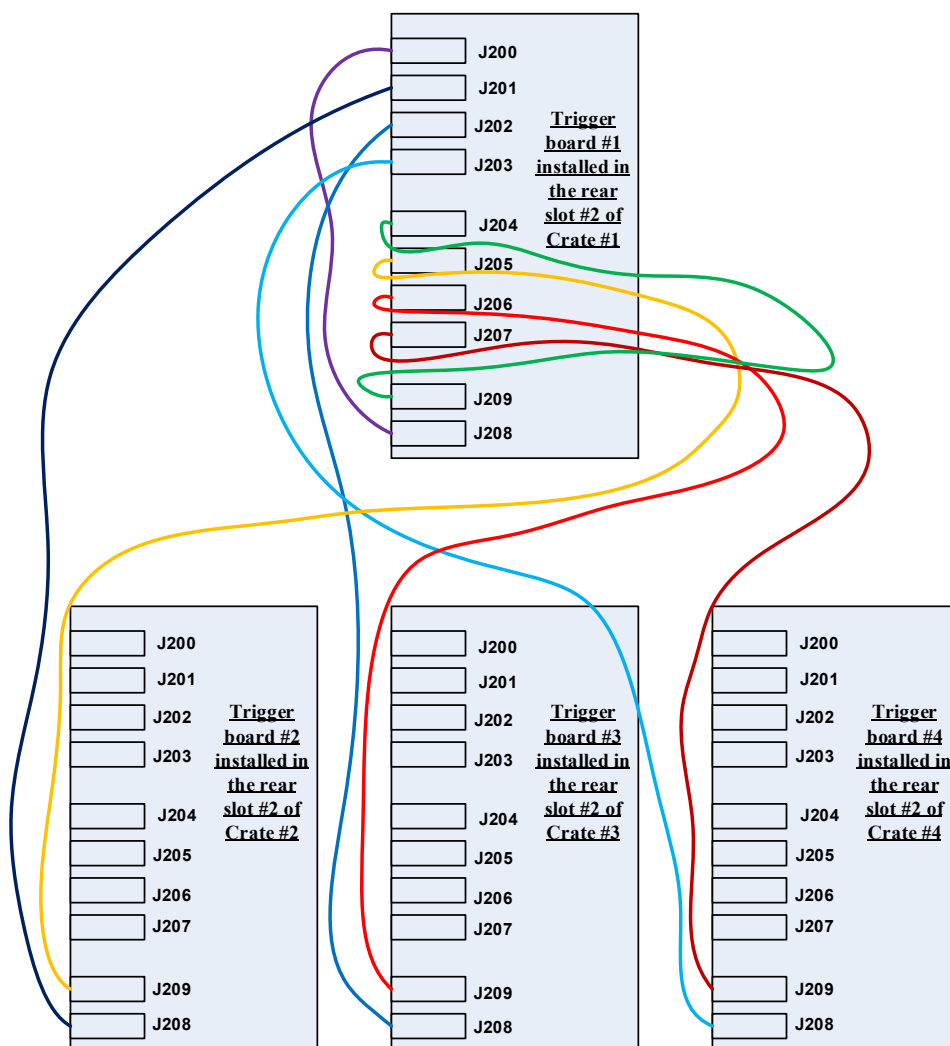 J200
J201
J202
J203
J204
J205
J206
J207
J209
J208
Trigger
board #1
installed in
the rear
slot #2 of
Crate #1
J200
J201
J202
J203
J204
J205
J206
J207
J209
J208
Trigger
board #2
installed in
the rear
slot #2 of
Crate #2
J200
J201
J202
J203
J204
J205
J206
J207
J209
J208
Trigger
board #3
installed in
the rear
slot #2 of
Crate #3
J200
J201
J202
J203
J204
J205
J206
J207
J209
J208
Trigger
board #4
installed in
the rear
slot #2 of
Crate #4